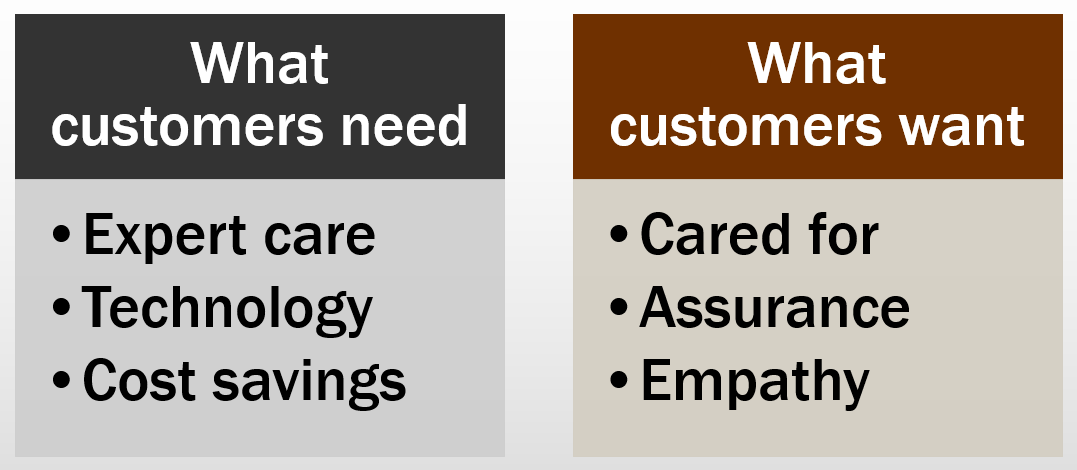 What
customers need
• Expert care
• Technology
• Cost savings
What
customers want
• Cared for
• Assurance
• Empathy